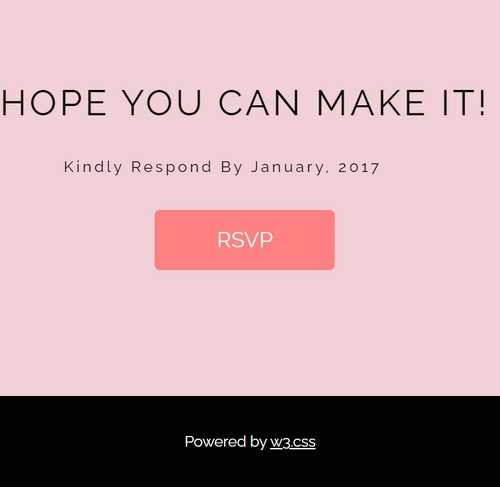 HOPE YOU CAN MAKE IT!
Kindly Respond By January, 2017
RSVP
Powered by w3.css